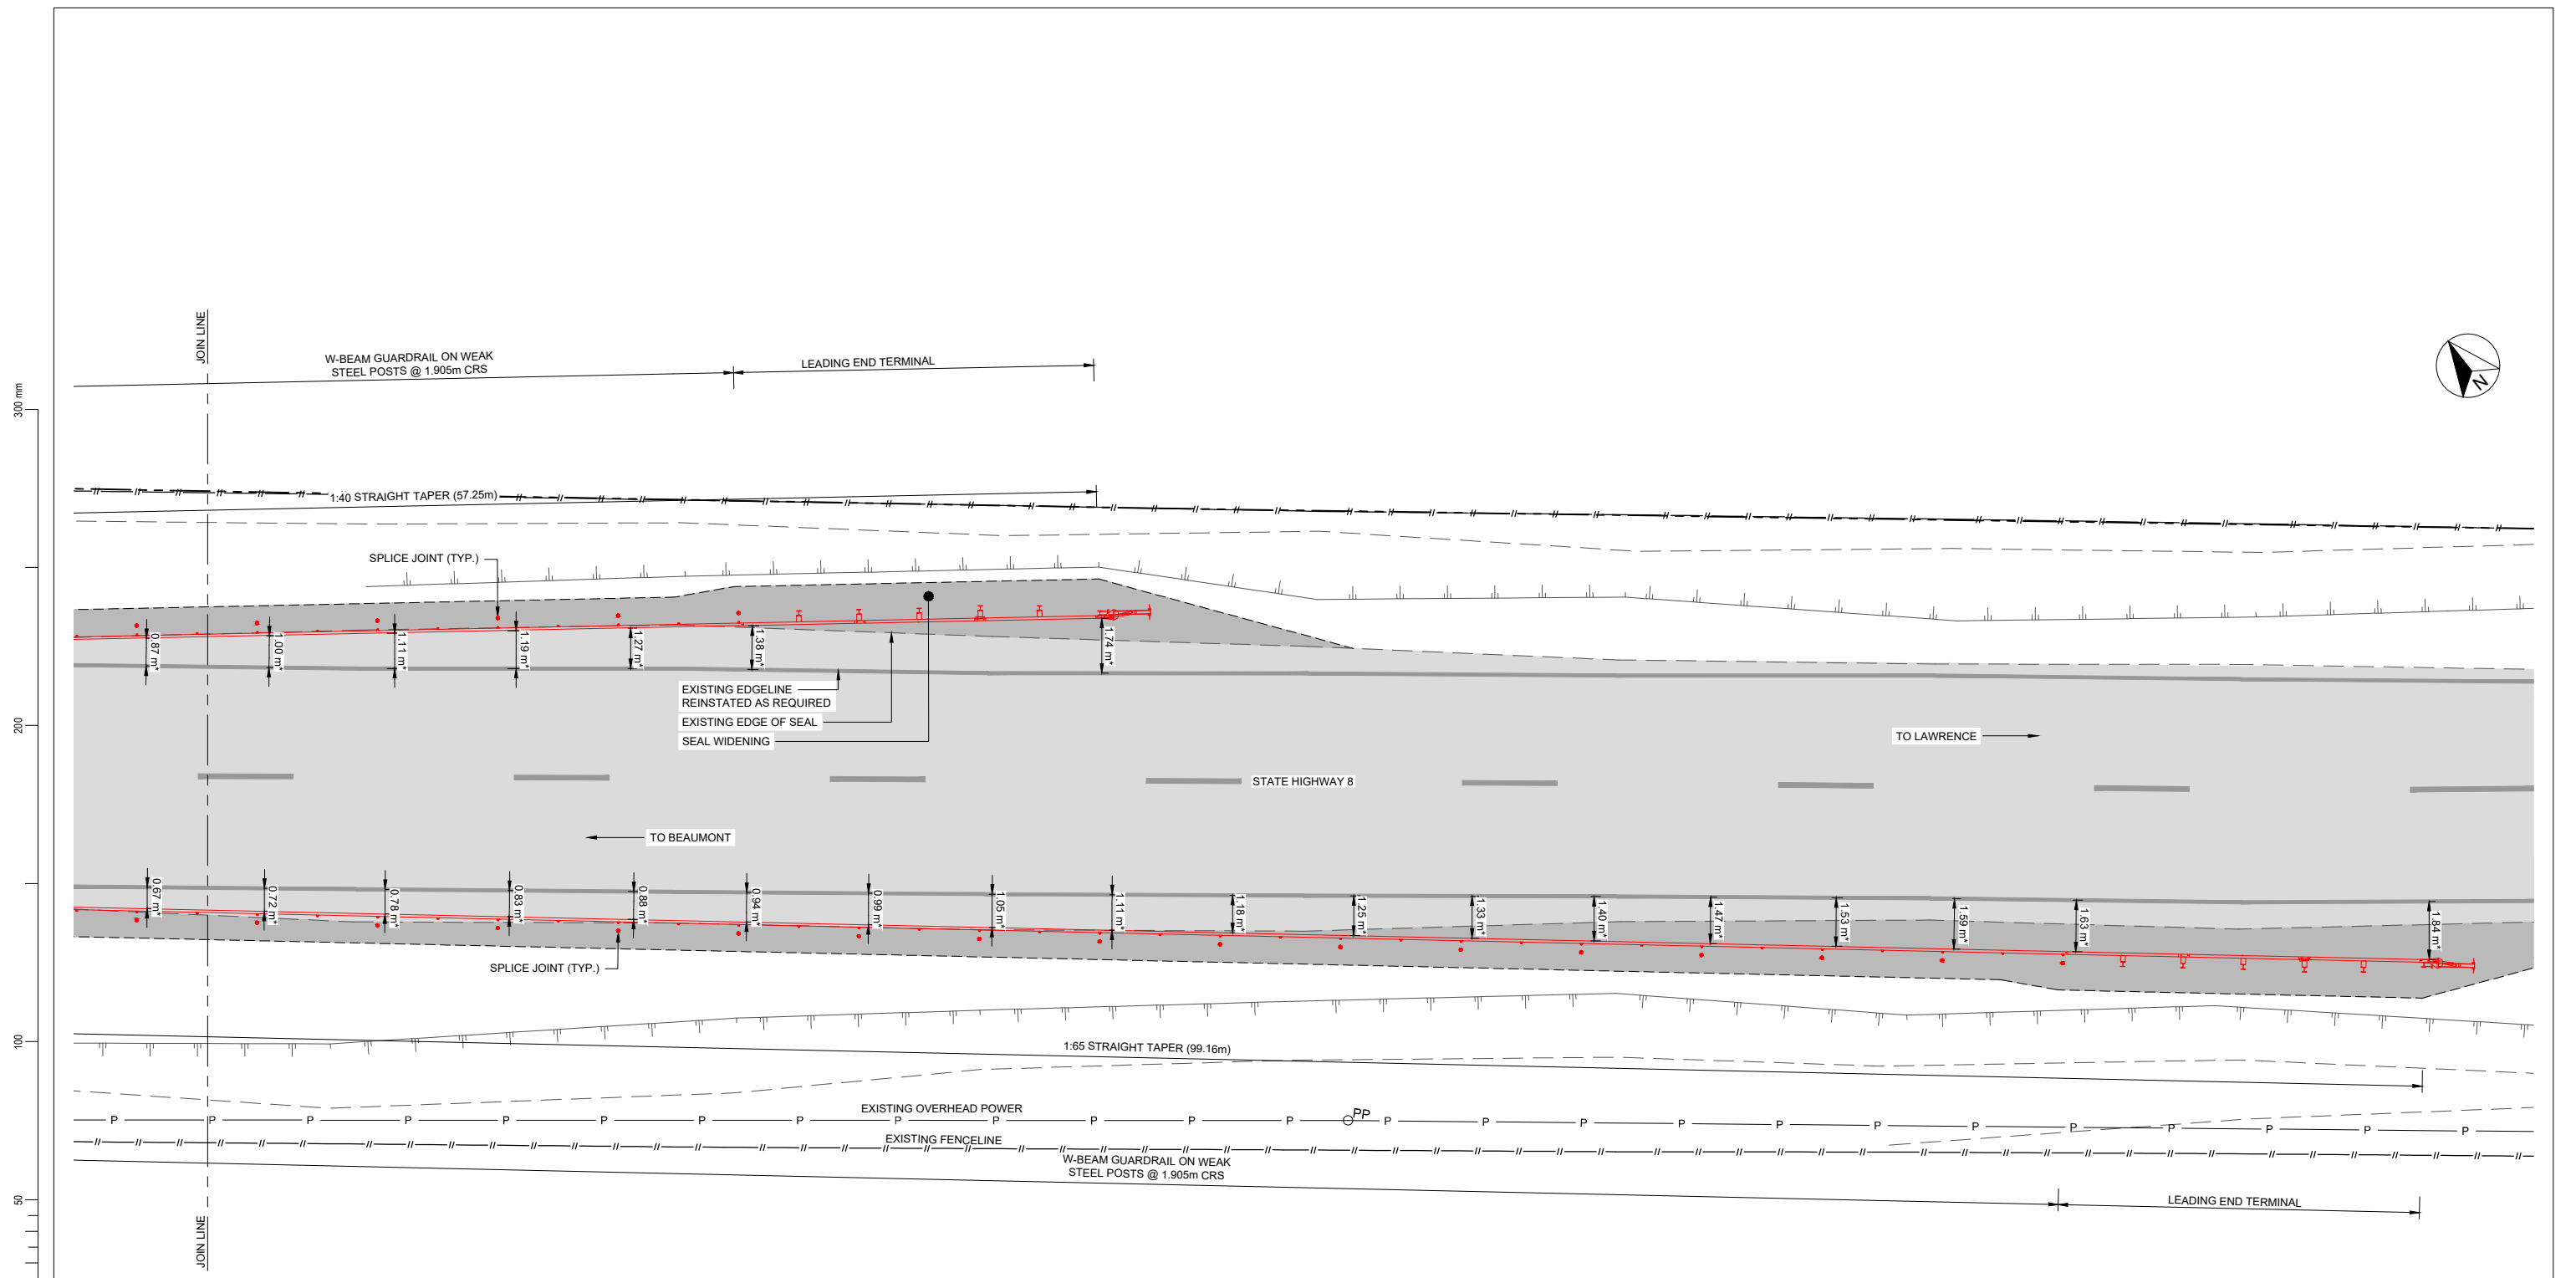 JOIN LINE
W-BEAM GUARDRAIL ON WEAK
STEEL POSTS @ 1.905m CRS
LEADING END TERMINAL
N
300 mm
1:40 STRAIGHT TAPER (57.25m)
SPLICE JOINT (TYP.)
0.87 m*
1.00 m*
1.11 m*
1.19 m*
1.27 m*
1.38 m*
1.74 m*
EXISTING EDGELINE
REINSTATED AS REQUIRED
EXISTING EDGE OF SEAL
SEAL WIDENING
200
TO LAWRENCE
STATE HIGHWAY 8
TO BEAUMONT
0.67 m*
0.72 m*
0.78 m*
0.83 m*
0.88 m*
0.94 m*
0.99 m*
1.05 m*
1.11 m*
1.18 m*
1.25 m*
1.33 m*
1.40 m*
1.47 m*
1.53 m*
1.59 m*
1.63 m*
1.84 m*
SPLICE JOINT (TYP.)
100
1:65 STRAIGHT TAPER (99.16m)
EXISTING OVERHEAD POWER
PP
P P P P P P P P P P P P P P P P P P P P P P P P P
EXISTING FENCELINE
W-BEAM GUARDRAIL ON WEAK
STEEL POSTS @ 1.905m CRS
50
LEADING END TERMINAL
JOIN LINE